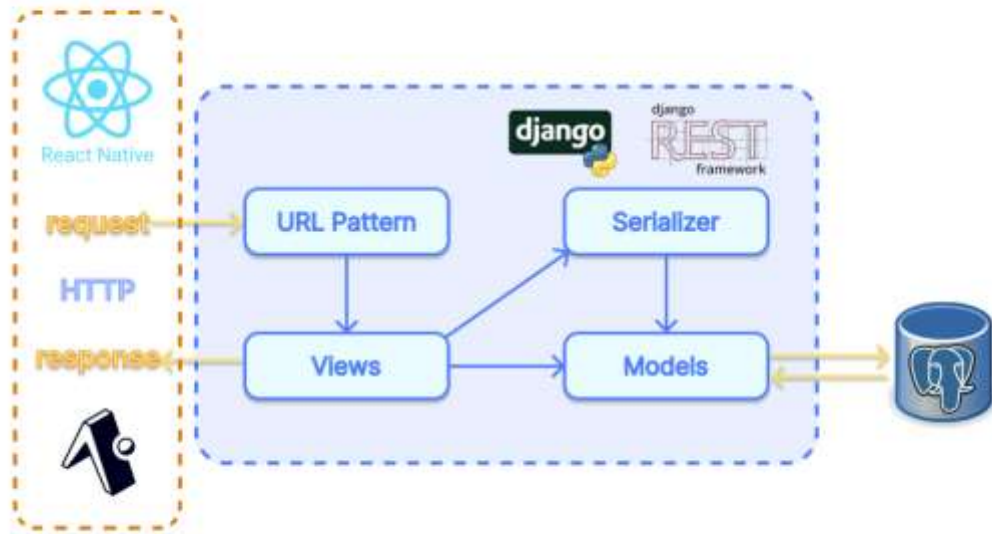 React Native
request
HTTP
response
django
django
REST
framework
URL Pattern
Serializer
Views
Models